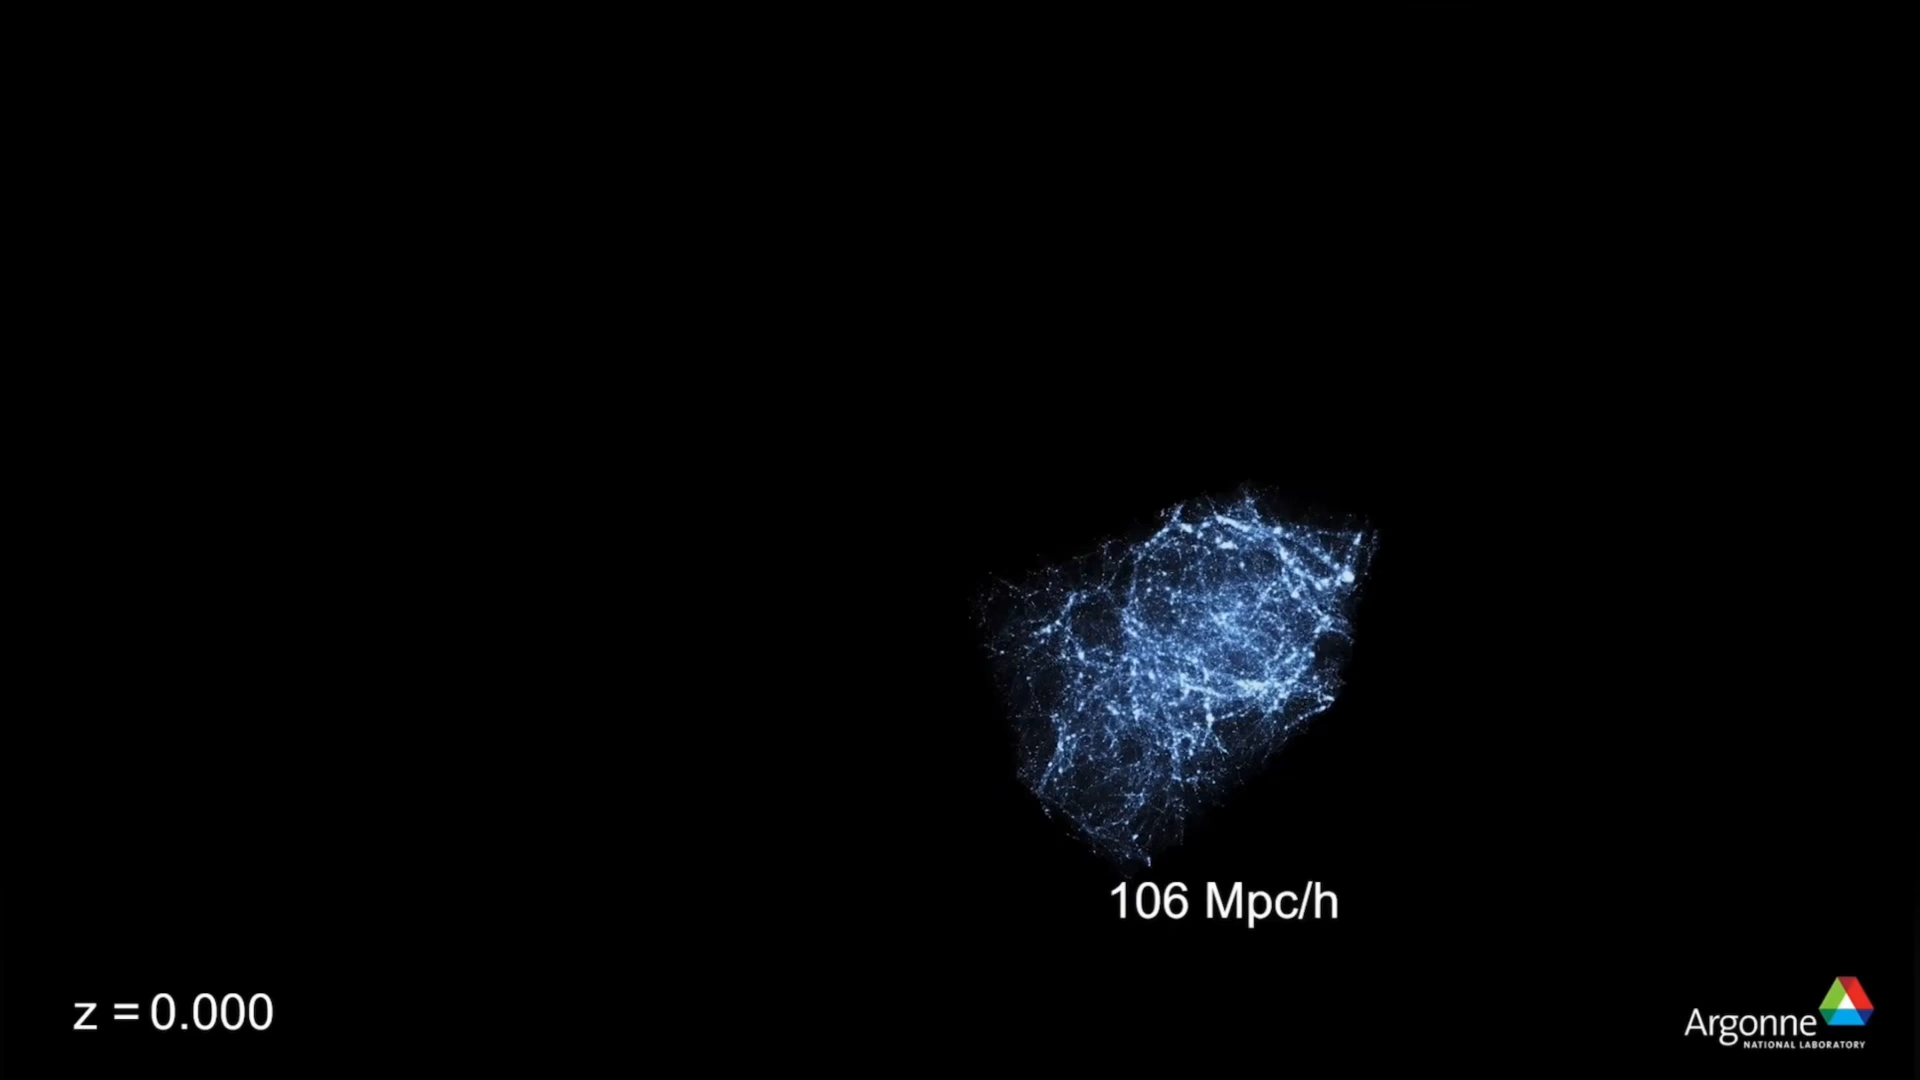 106 Mpc/h
z = 0.000
Argonne
NATIONAL LABORATORY